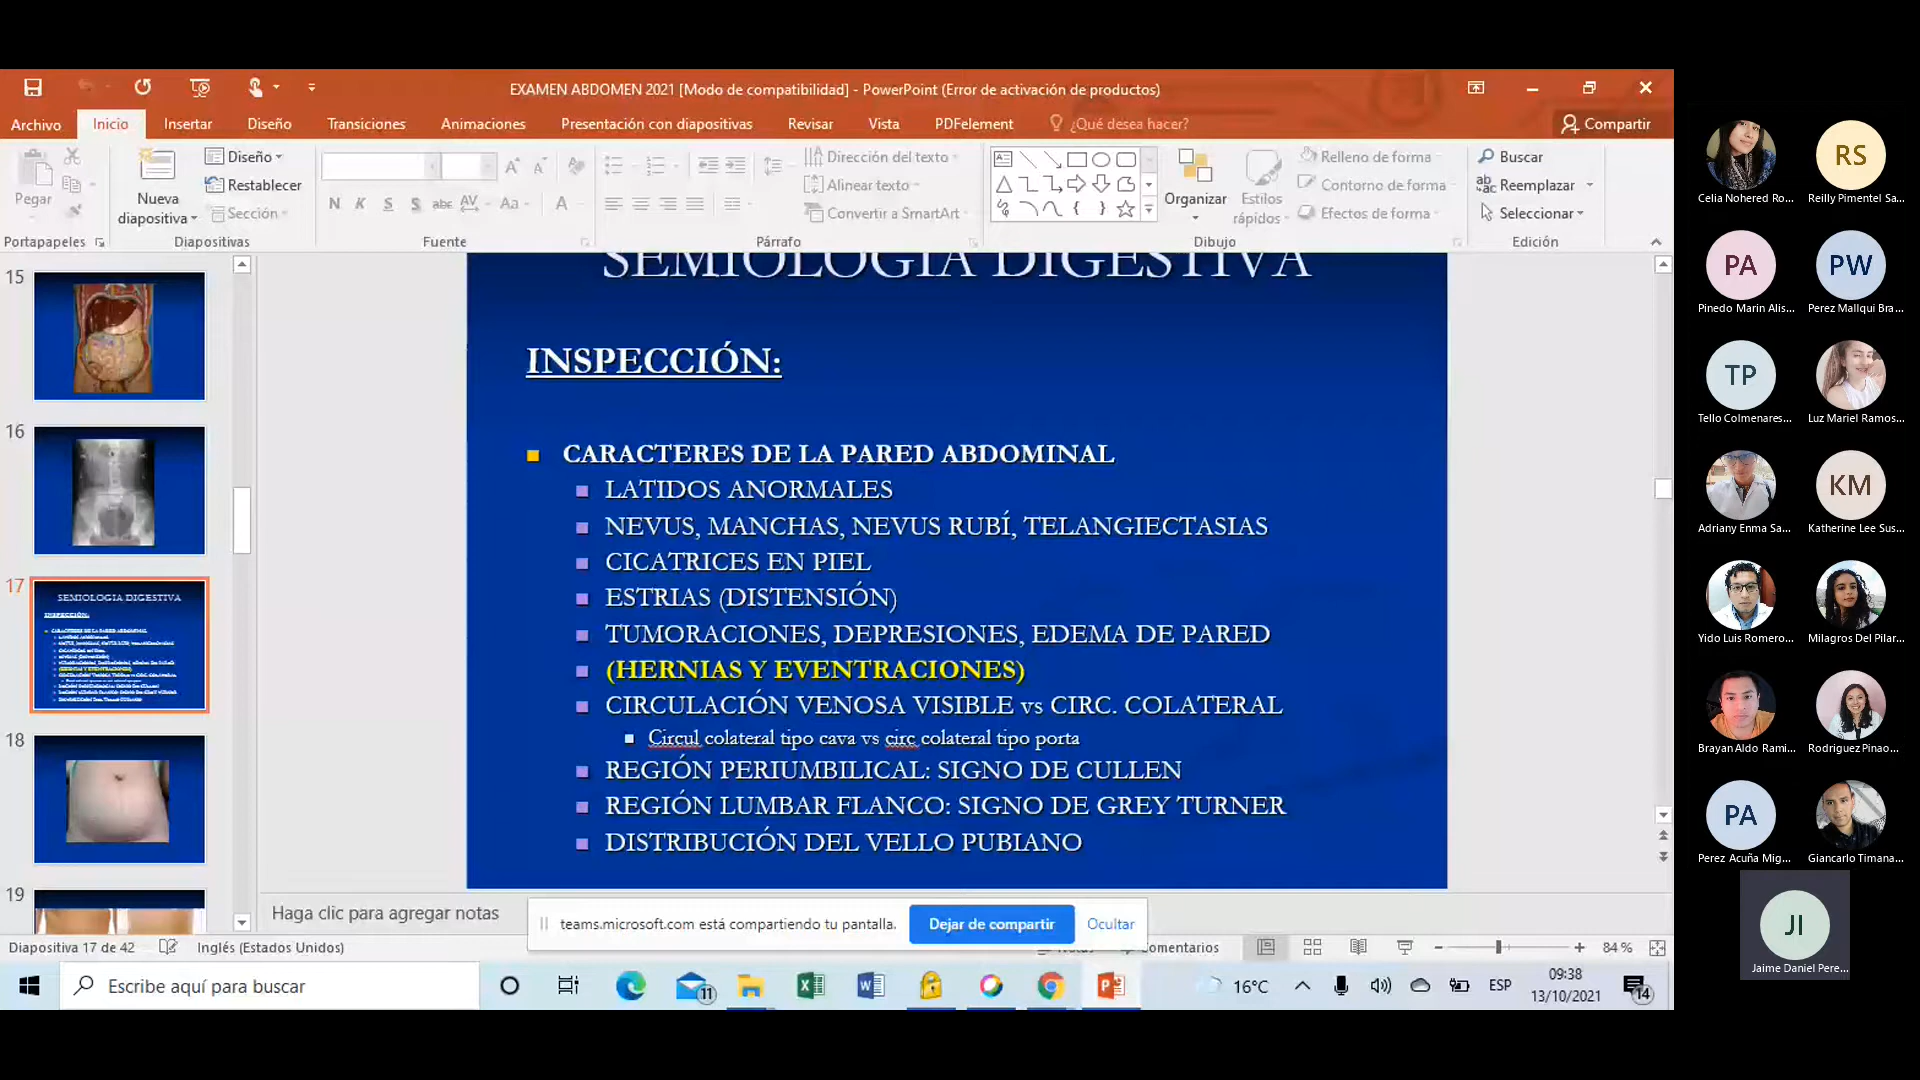 EXAMEN ABDOMEN 2021 [Modo de compatibilidad] - PowerPoint (Error de activación de productos)
Archivo Inicio Insertar Diseño Transiciones Animaciones Presentación con diapositivas Revisar Vista PDFelement ¿Qué desea hacer? Compartir
Pegar
Portapapeles
Nueva diapositiva
Diseño
Restablecer
Sección
Diapositivas
N K S S abc AV Aa A
Fuente
Dirección del texto
Alinear texto
Convertir a SmartArt
Párrafo
Organizar
Estilos rápidos
Relleno de forma
Contorno de forma
Efectos de forma
Dibujo
Buscar
Reemplazar
Seleccionar
Edición
15
16
17
SEMIOLOGIA DIGESTIVA
INSPECCIÓN:
18
19
SEMIOLOGIA DIGESTIVA
INSPECCIÓN:
CARACTERES DE LA PARED ABDOMINAL
LATIDOS ANORMALES
NEVUS, MANCHAS, NEVUS RUBÍ, TELANGIECTASIAS
CICATRICES EN PIEL
ESTRIAS (DISTENSIÓN)
TUMORACIONES, DEPRESIONES, EDEMA DE PARED
(HERNIAS Y EVENTRACIONES)
CIRCULACIÓN VENOSA VISIBLE vs CIRC. COLATERAL
Circul colateral tipo cava vs circ colateral tipo porta
REGIÓN PERIUMBILICAL: SIGNO DE CULLEN
REGIÓN LUMBAR FLANCO: SIGNO DE GREY TURNER
DISTRIBUCIÓN DEL VELLO PUBIANO
Haga clic para agregar notas
teams.microsoft.com está compartiendo tu pantalla. Dejar de compartir Ocultar
Diapositiva 17 de 42 Inglés (Estados Unidos) omentarios 84 %
Escribe aquí para buscar
11
16°C ESP
09:38
13/10/2021
14
Celia Nohered Ro...
RS
Reilly Pimentel Sa...
PA
Pinedo Marin Alis...
PW
Perez Mallqui Bra...
TP
Tello Colmenares...
Luz Mariel Ramos...
Adriany Enma Sa...
KM
Katherine Lee Sus...
Yido Luis Romero...
Milagros Del Pilar...
Brayan Aldo Rami...
Rodriguez Pinao...
PA
Perez Acuña Mig...
Giancarlo Timana...
JI
Jaime Daniel Pere...